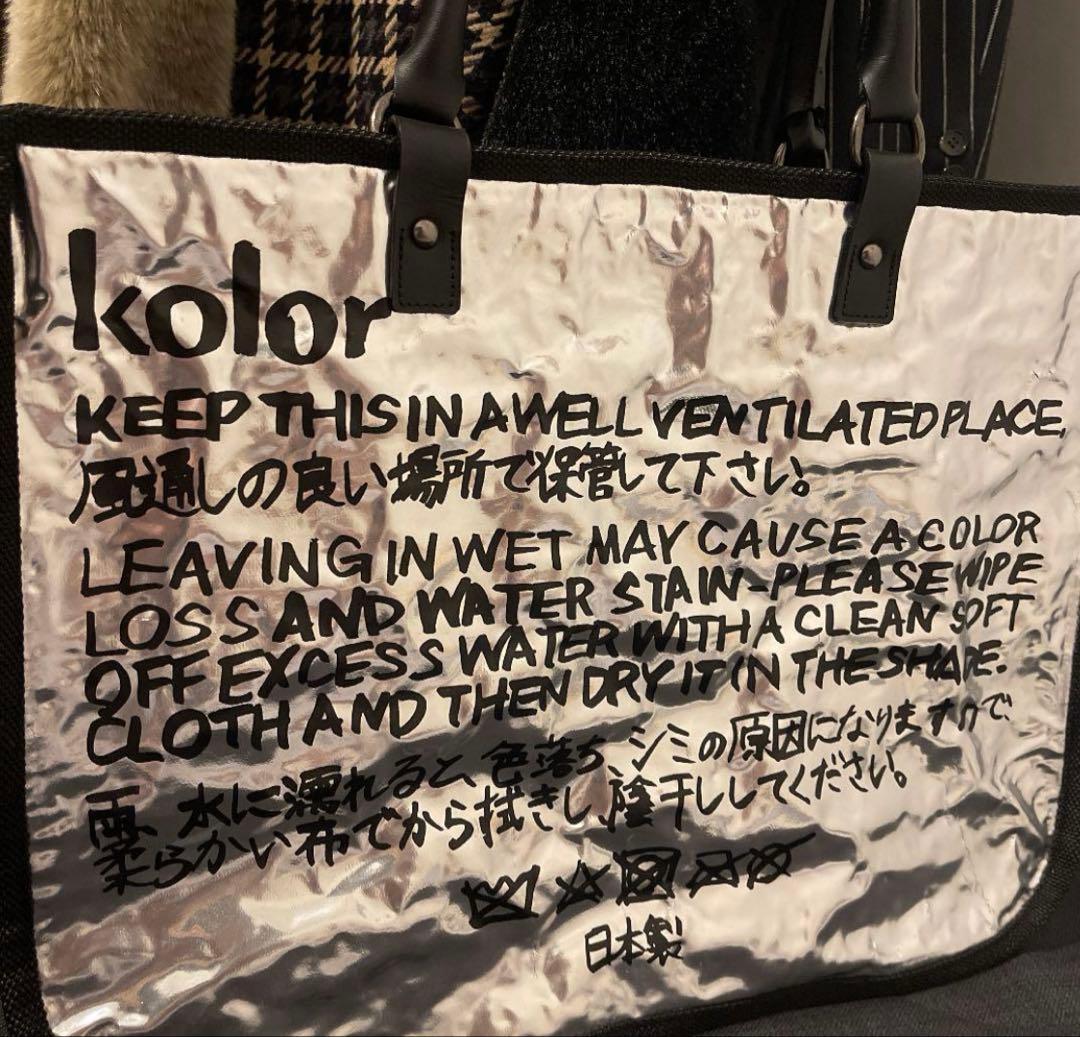 kolor
KEEP THIS IN A WELL VENTILATED PLACE.
風通しの良い場所で保管して下さい。
LEAVING IN WET MAY CAUSE A COLOR
LOSS AND WATER STAIN-PLEASE WIPE
OFF EXCESS WATER WITH A CLEAN SOFT
CLOTH AND THEN DRY IT IN THE SHADE.
雨、水に濡れると、色落ち、シミの原因になりますので
柔らかい布でから拭きし、陰干ししてください。
日本製